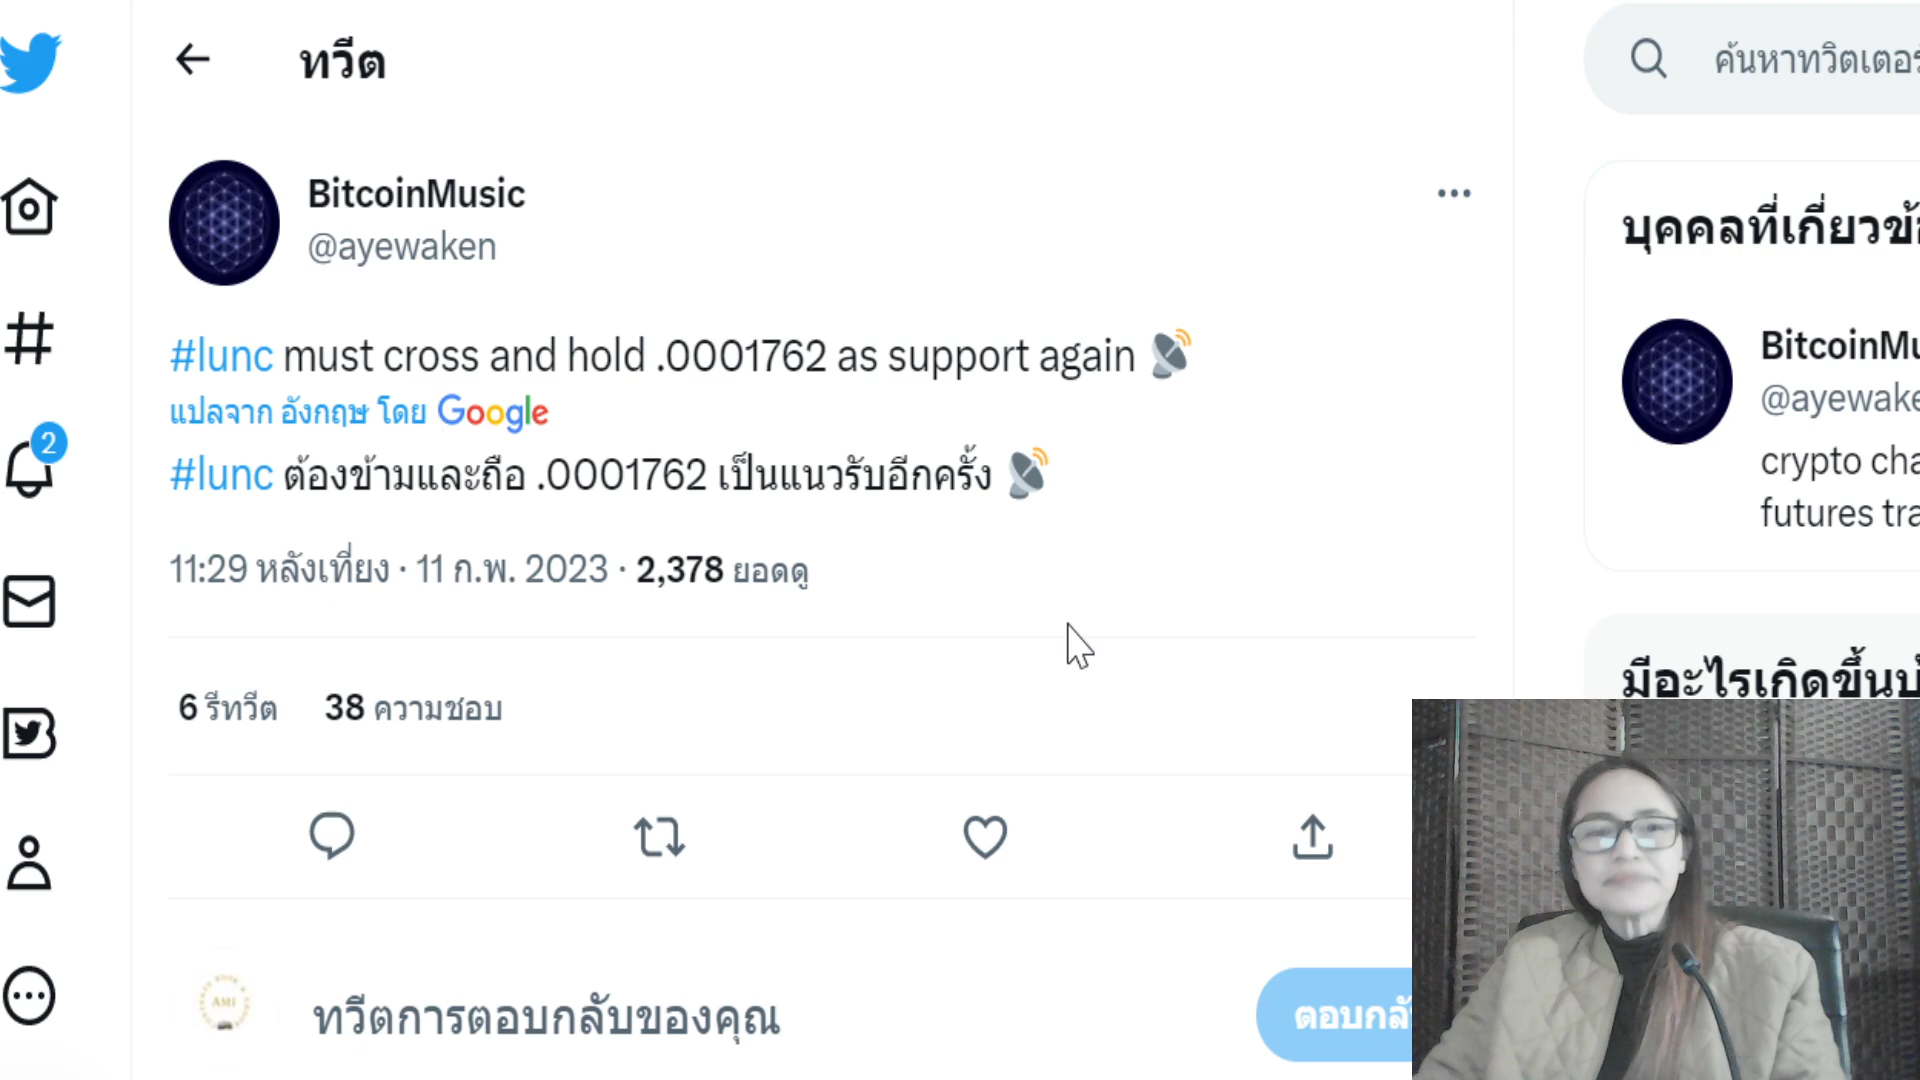 ทวีต
ค้นหาทวิตเตอร์
BitcoinMusic
@ayewaken
#lunc must cross and hold .0001762 as support again
แปลจาก อังกฤษ โดย Google
#lunc ต้องข้ามและถือ .0001762 เป็นแนวรับอีกครั้ง
11:29 หลังเที่ยง · 11 ก.พ. 2023 · 2,378 ยอดดู
6 รีทวีต 38 ความชอบ
AMI
ทวีตการตอบกลับของคุณ
ตอบกลั
2
บุคคลที่เกี่ยวข้อ
BitcoinMu
@ayewake
crypto cha
futures tra
มีอะไรเกิดขึ้นบ้